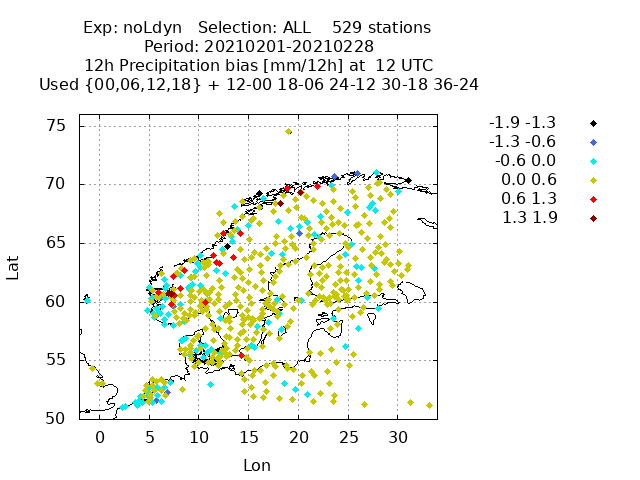 Exp: noLdyn Selection: ALL 529 stations
Period: 20210201-20210228
12h Precipitation bias [mm/12h] at 12 UTC
Used {00,06,12,18} + 12-00 18-06 24-12 30-18 36-24
-1.9 -1.3
-1.3 -0.6
-0.6 0.0
0.0 0.6
0.6 1.3
1.3 1.9
75
70
65
60
55
50
Lat
0 5 10 15 20 25 30
Lon